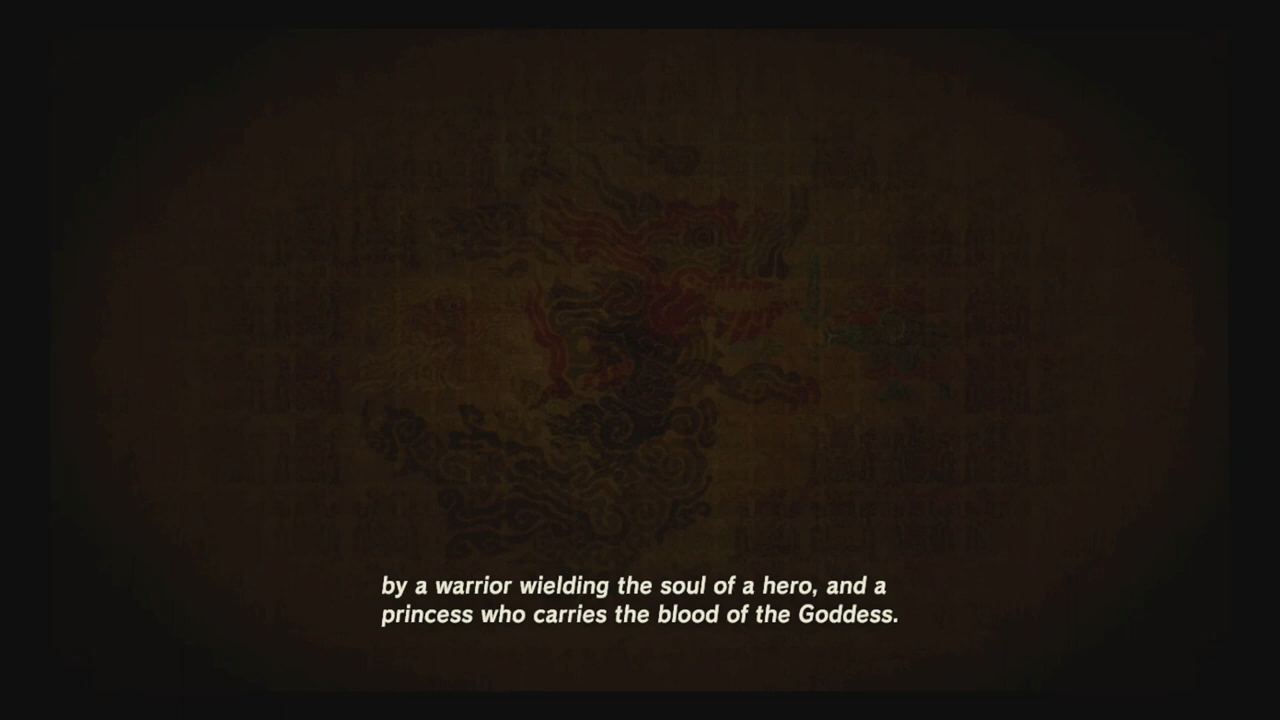 by a warrior wielding the soul of a hero, and a
princess who carries the blood of the Goddess.